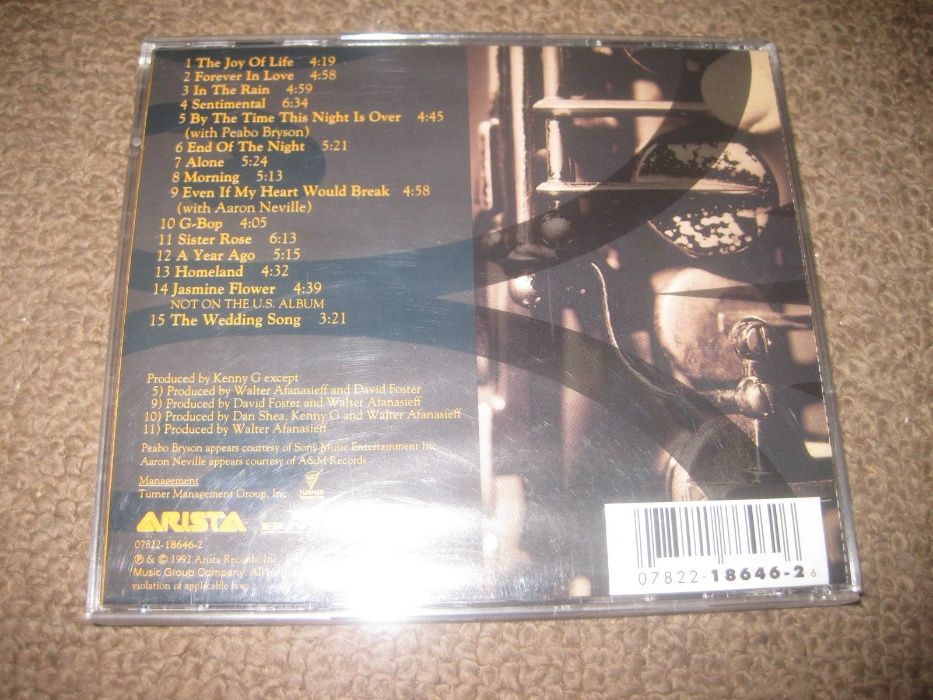 1 The Joy Of Life 4:19
2 Forever In Love 4:58
3 In The Rain 4:59
4 Sentimental 6:34
5 By The Time This Night Is Over 4:45
(with Peabo Bryson)
6 End Of The Night 5:21
7 Alone 5:24
8 Morning 5:13
9 Even If My Heart Would Break 4:58
(with Aaron Neville)
10 G-Bop 4:05
11 Sister Rose 6:13
12 A Year Ago 5:15
13 Homeland 4:32
14 Jasmine Flower 4:39
NOT ON THE U.S. ALBUM
15 The Wedding Song 3:21
Produced by Kenny G except
5) Produced by Walter Afanasieff and David Foster
9) Produced by David Foster and Walter Afanasieff
10) Produced by Dan Shea, Kenny G and Walter Afanasieff
11) Produced by Walter Afanasieff
Peabo Bryson appears courtesy of Sony Music Entertainment Inc.
Aaron Neville appears courtesy of A&M Records
Management
Turner Management Group, Inc.
TURNER
ARISTA
07822-18646-2
℗ & © 1992 Arista Records, Inc.
Music Group Company.
violation of applicable laws
07822-18646-2 6